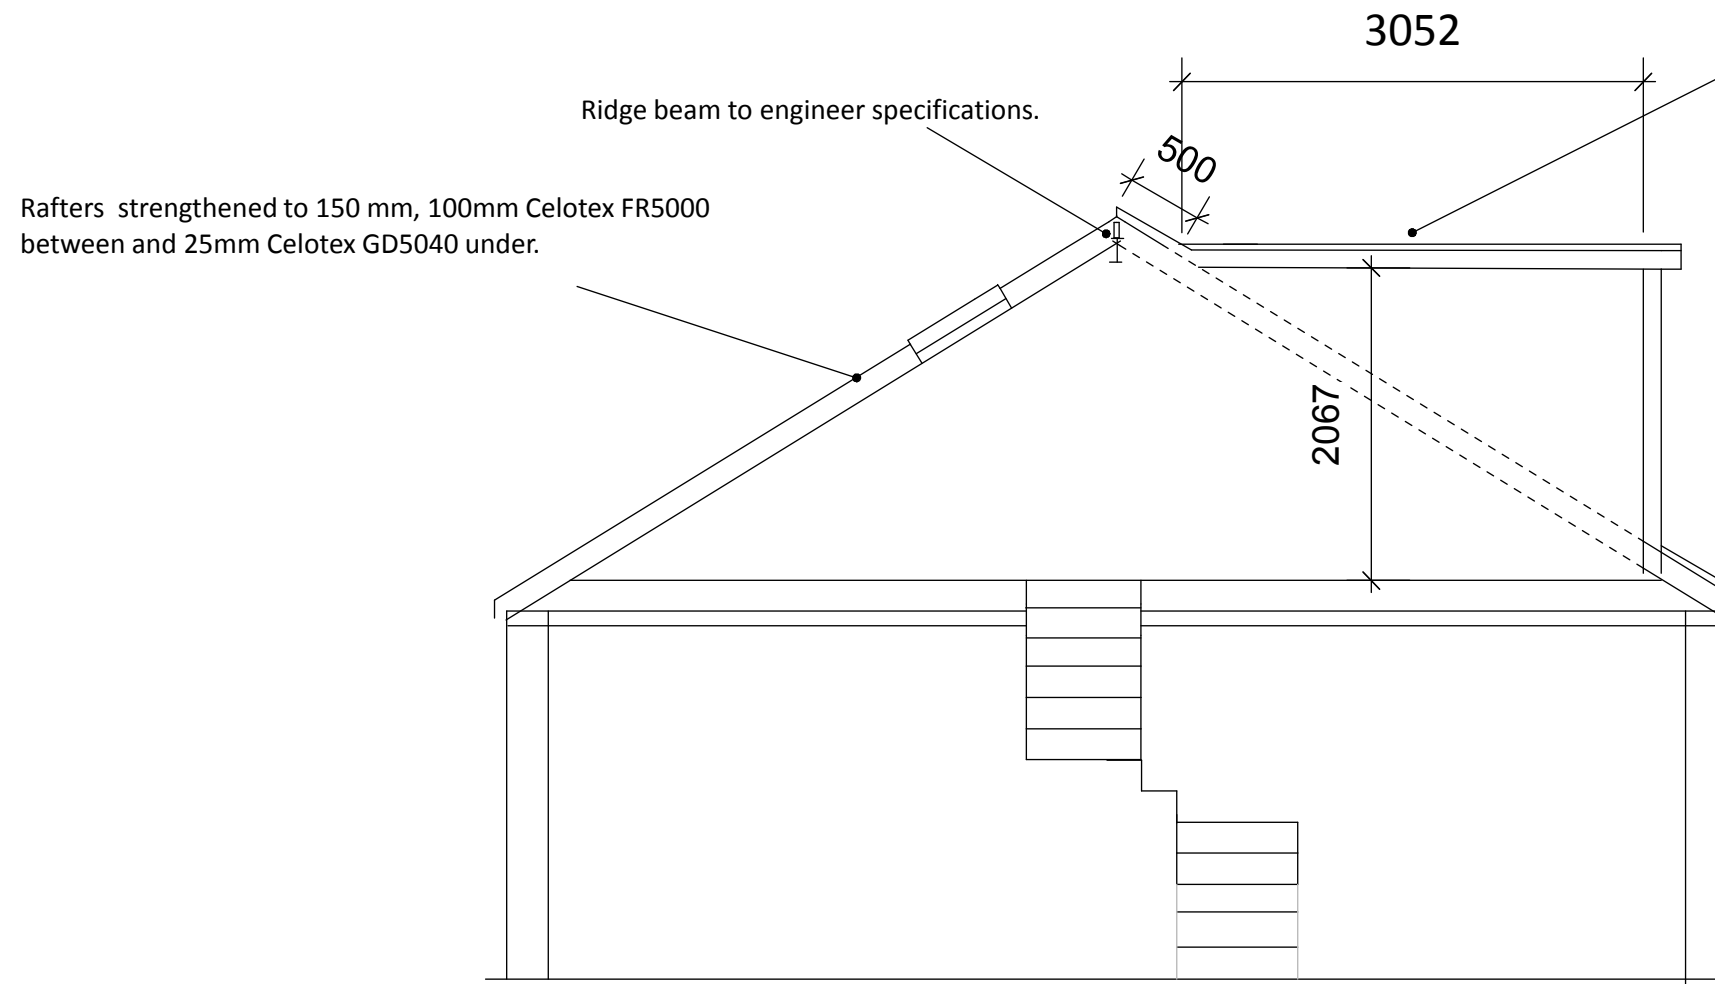 3052
Ridge beam to engineer specifications.
500
Rafters  strengthened to 150 mm, 100mm Celotex FR5000
between and 25mm Celotex GD5040 under.
2067